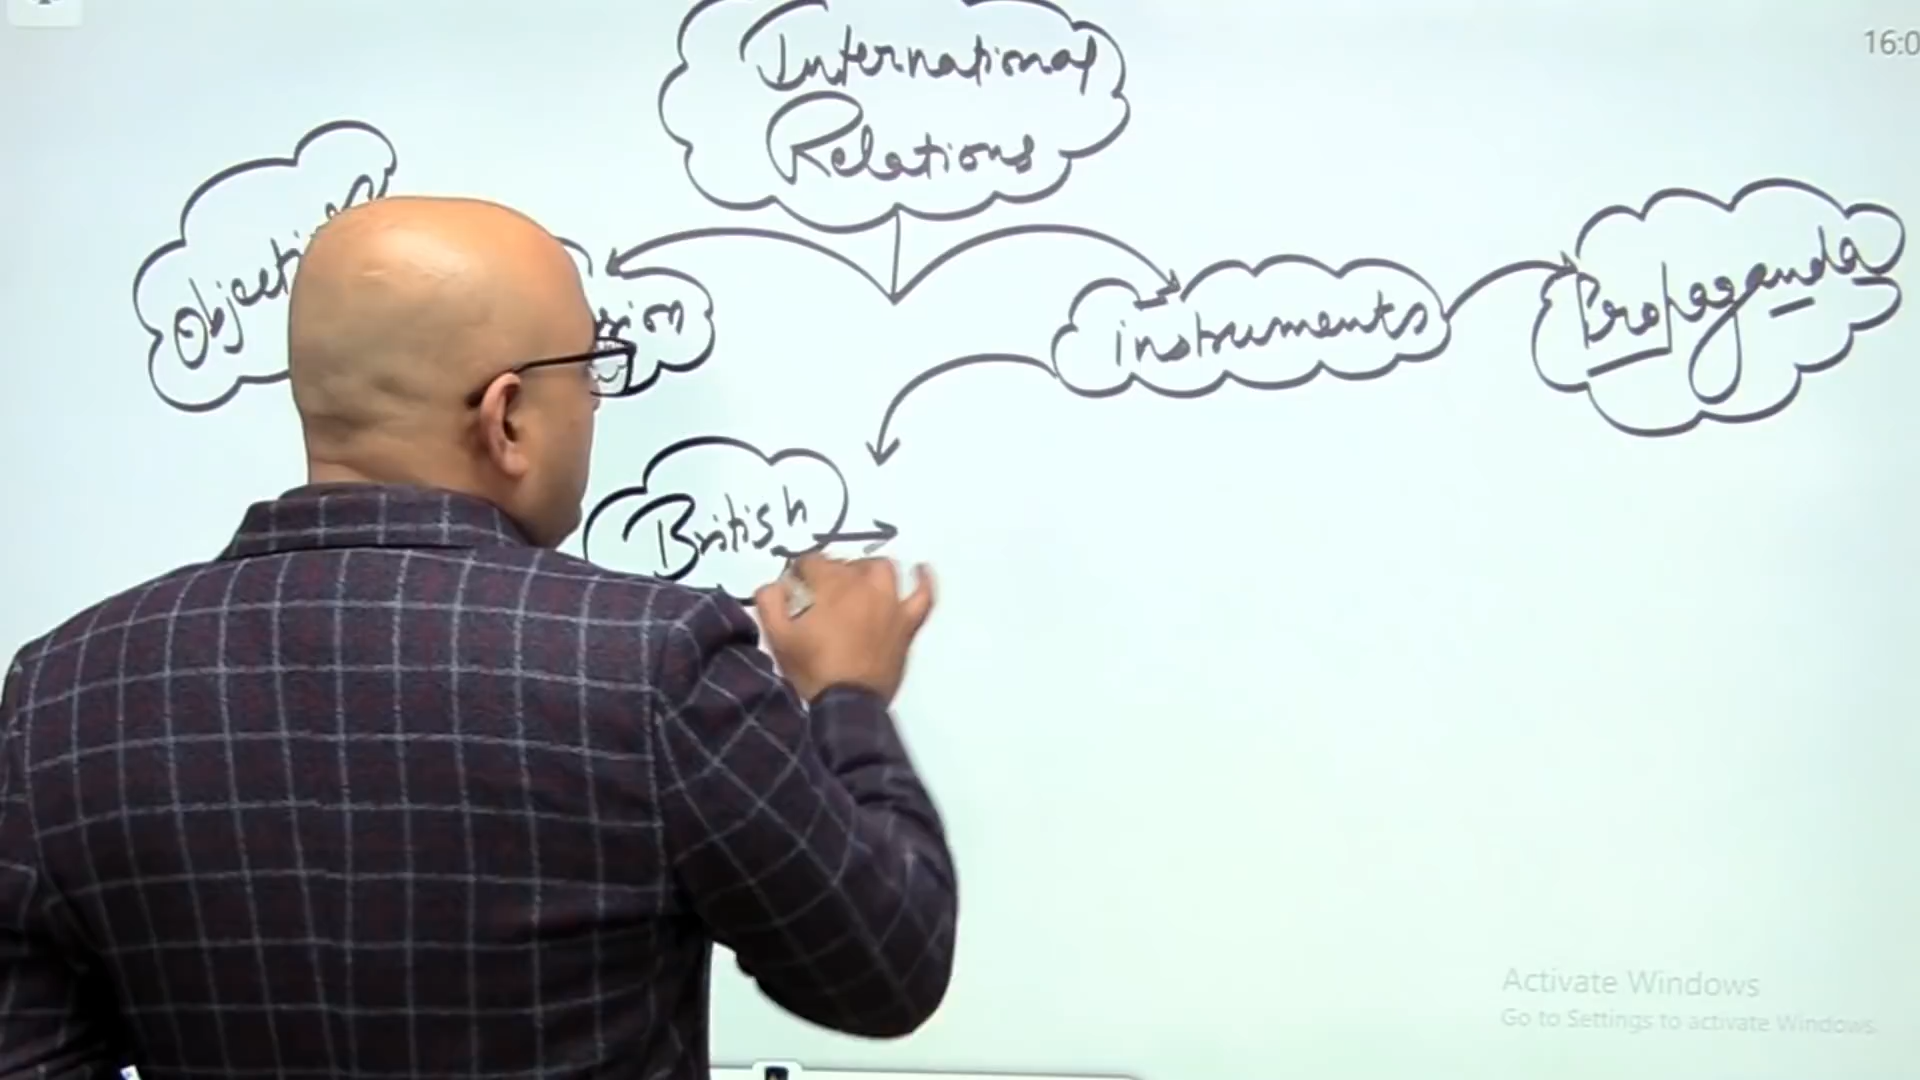 16:0
International
Relations
instruments
Propaganda
British
Activate Windows
Go to Settings to activate Windows.